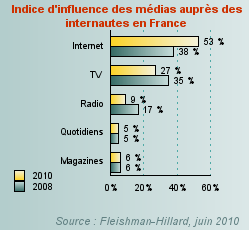 Indice d'influence des médias auprès des
internautes en France
Internet
53 %
38 %
TV
27 %
35 %
Radio
9 %
17 %
Quotidiens
5 %
5 %
Magazines
6 %
6 %
2010
2008
0 %
20 %
40 %
60 %
Source : Fleishman-Hillard, juin 2010